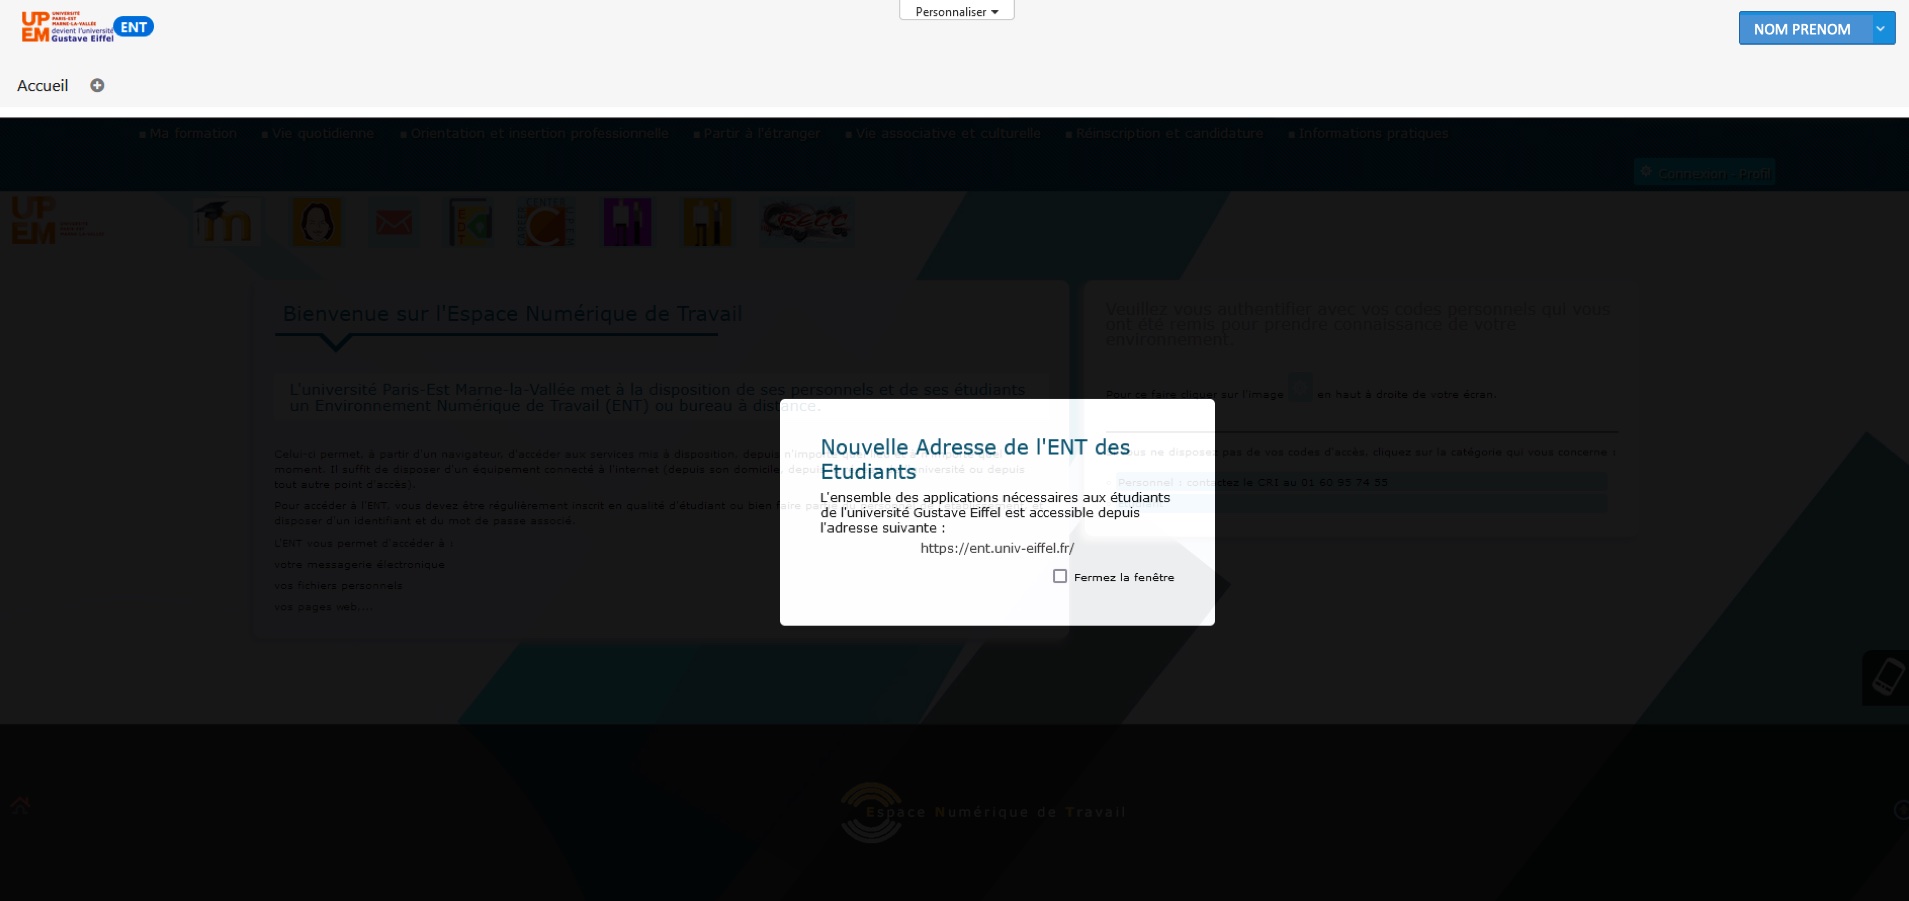 UP EM UNIVERSITÉ PARIS-EST MARNE-LA-VALLÉE
devient l'université
Gustave Eiffel
ENT
Personnaliser
NOM PRENOM
Accueil
Ma formation Vie quotidienne Orientation et insertion professionnelle Partir à l'étranger Vie associative et culturelle Réinscription et candidature Informations pratiques
Connexion - Profil
UP EM
RECC
Bienvenue sur l'Espace Numérique de Travail
L'université Paris-Est Marne-la-Vallée met à la disposition de ses personnels et de ses étudiants
un Environnement Numérique de Travail (ENT) ou bureau à distance.
Celui-ci permet, à partir d'un navigateur, d'accéder aux services mis à disposition, depuis n'importe
moment. Il suffit de disposer d'un équipement connecté à l'internet (depuis son domicile, depuis l'université ou depuis
tout autre point d'accès).
Pour accéder à l'ENT, vous devez être régulièrement inscrit en qualité d'étudiant ou bien faire
disposer d'un identifiant et du mot de passe associé.
L'ENT vous permet d'accéder à :
votre messagerie électronique
vos fichiers personnels
vos pages web....
Veuillez vous authentifier avec vos codes personnels qui vous
ont été remis pour prendre connaissance de votre
environnement.
Pour ce faire cliquer sur l'image en haut à droite de votre écran.
ous ne disposez pas de vos codes d'accès, cliquez sur la catégorie qui vous concerne :
Personnel : contactez le CRI au 01 60 95 74 55
Nouvelle Adresse de l'ENT des
Etudiants
L'ensemble des applications nécessaires aux étudiants
de l'université Gustave Eiffel est accessible depuis
l'adresse suivante :
https://ent.univ-eiffel.fr/
Fermez la fenêtre
Espace Numérique de Travail